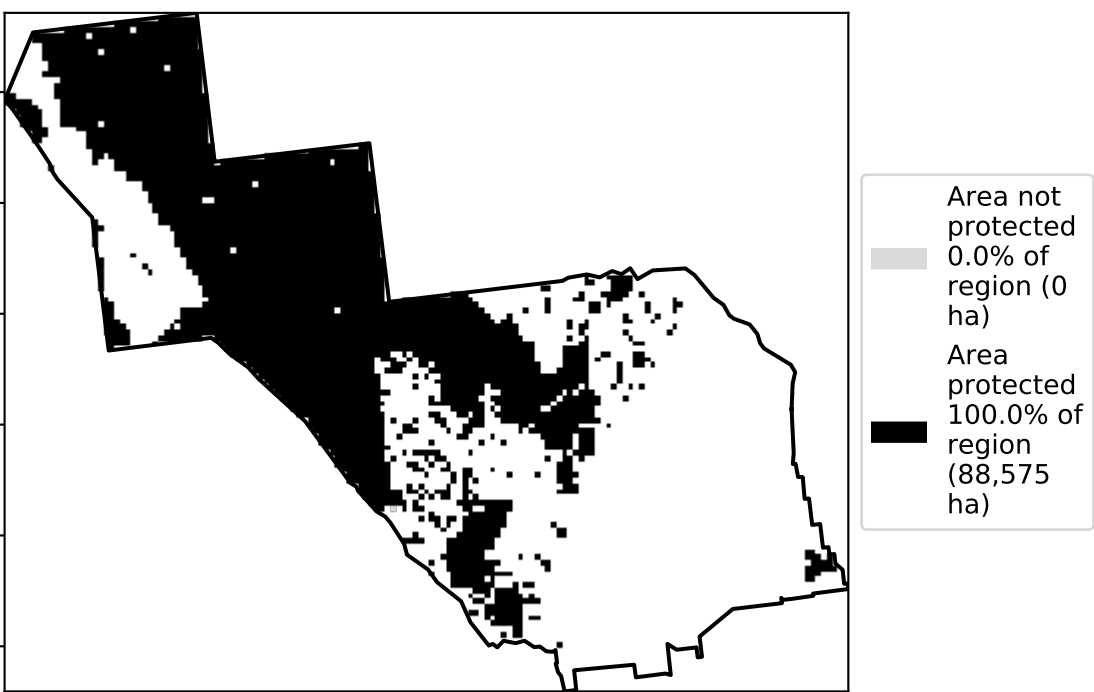 Area not
protected
0.0% of
region (0
ha)
Area
protected
100.0% of
region
(88,575
ha)